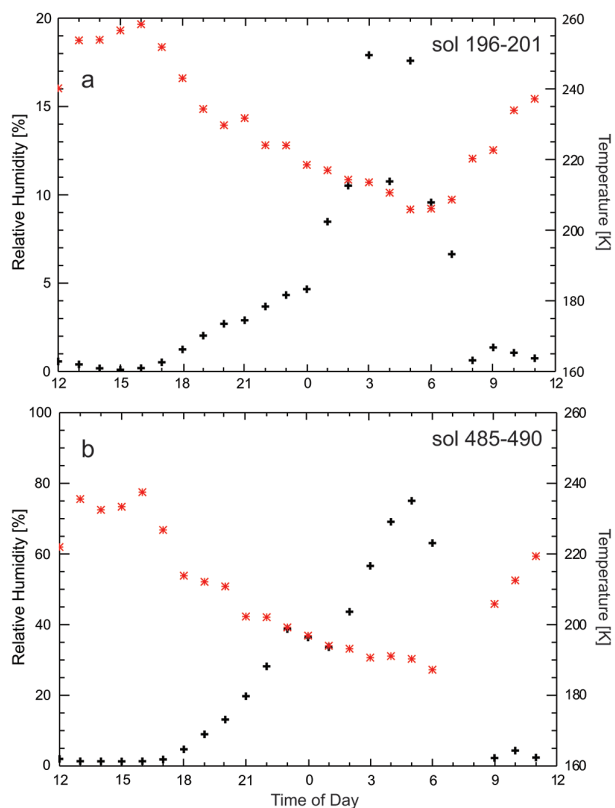 sol 196-201
a
Relative Humidity [%]
20
15
10
5
0
Temperature [K]
260
240
220
200
180
160
12 15 18 21 0 3 6 9 12
sol 485-490
b
Relative Humidity [%]
100
80
60
40
20
0
Temperature [K]
260
240
220
200
180
160
12 15 18 21 0 3 6 9 12
Time of Day